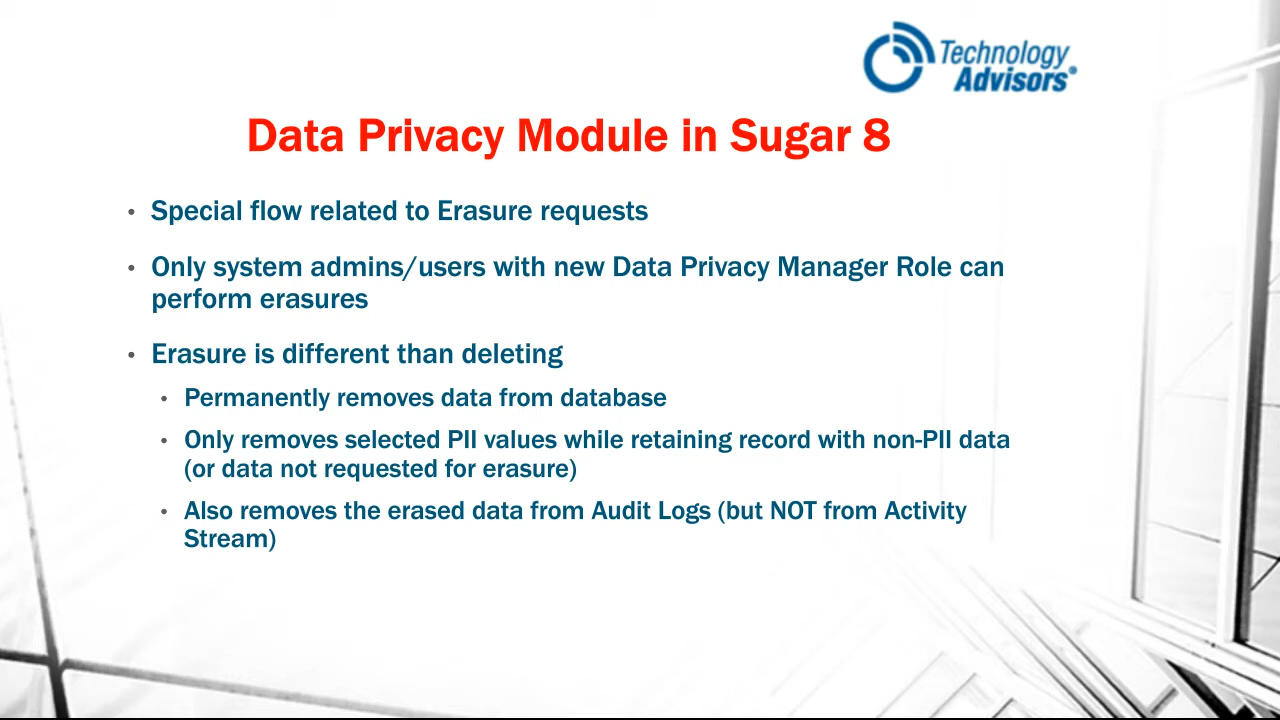 Technology
Advisors®
Data Privacy Module in Sugar 8
• Special flow related to Erasure requests
• Only system admins/users with new Data Privacy Manager Role can
perform erasures
• Erasure is different than deleting
• Permanently removes data from database
• Only removes selected PII values while retaining record with non-PII data
(or data not requested for erasure)
• Also removes the erased data from Audit Logs (but NOT from Activity
Stream)